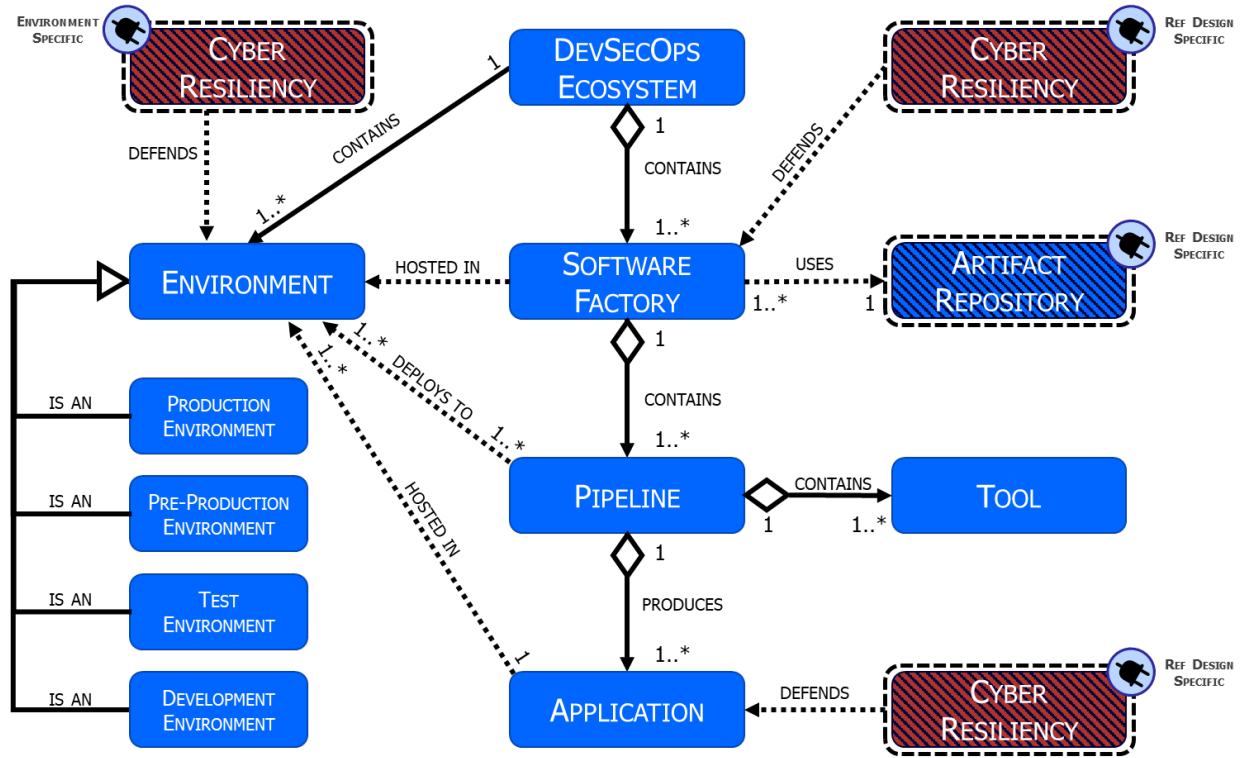 ENVIRONMENT
SPECIFIC
CYBER
RESILIENCY
DEVSECOPS
ECOSYSTEM
REF DESIGN
SPECIFIC
CYBER
RESILIENCY
1
1
CONTAINS
DEFENDS
CONTAINS
DEFENDS
1..*
1..*
ENVIRONMENT
HOSTED IN
SOFTWARE
FACTORY
USES
1..*
1
REF DESIGN
SPECIFIC
ARTIFACT
REPOSITORY
1..*
DEPLOYS TO
1..*
1
CONTAINS
1..*
1..*
IS AN
PRODUCTION
ENVIRONMENT
IS AN
PRE-PRODUCTION
ENVIRONMENT
PIPELINE
CONTAINS
1
1..*
TOOL
HOSTED IN
1
PRODUCES
1..*
1
IS AN
TEST
ENVIRONMENT
IS AN
DEVELOPMENT
ENVIRONMENT
APPLICATION
DEFENDS
CYBER
RESILIENCY
REF DESIGN
SPECIFIC